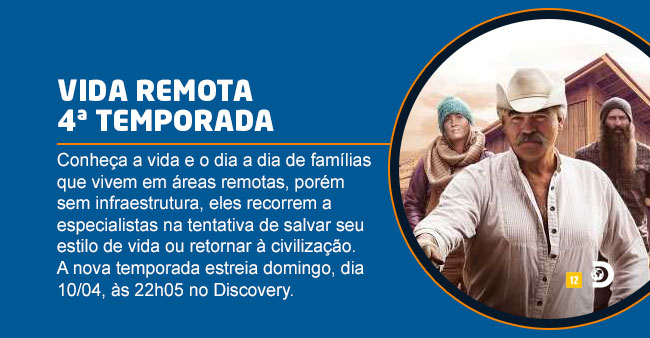 VIDA REMOTA
4ª TEMPORADA
Conheça a vida e o dia a dia de famílias
que vivem em áreas remotas, porém
sem infraestrutura, eles recorrem a
especialistas na tentativa de salvar seu
estilo de vida ou retornar à civilização.
A nova temporada estreia domingo, dia
10/04, às 22h05 no Discovery.
12
D